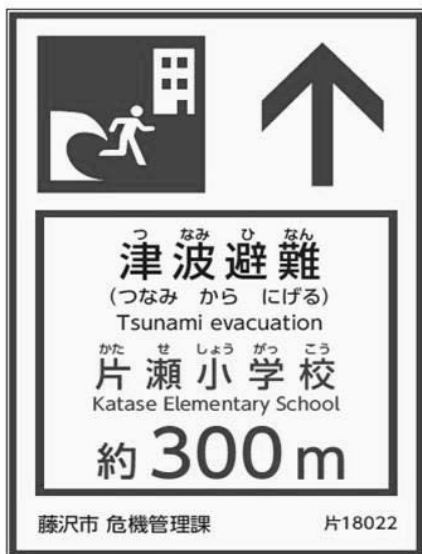 つ なみ ひ なん
津波避難
(つなみ から にげる)
Tsunami evacuation
かた せ しょう がっ こう
片瀬小学校
Katase Elementary School
約300m
藤沢市 危機管理課 片18022